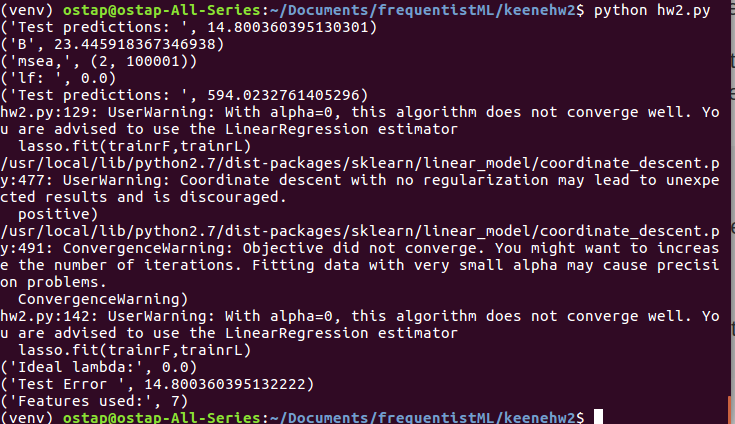 (venv) ostap@ostap-All-Series:~/Documents/frequentistML/keenehw2$ python hw2.py
('Test predictions: ', 14.800360395130301)
('B', 23.445918367346938)
('msea,', (2, 100001))
('lf: ', 0.0)
('Test predictions: ', 594.0232761405296)
hw2.py:129: UserWarning: With alpha=0, this algorithm does not converge well. Yo
u are advised to use the LinearRegression estimator
  lasso.fit(trainrF,trainrL)
/usr/local/lib/python2.7/dist-packages/sklearn/linear_model/coordinate_descent.p
y:477: UserWarning: Coordinate descent with no regularization may lead to unexpe
cted results and is discouraged.
  positive)
/usr/local/lib/python2.7/dist-packages/sklearn/linear_model/coordinate_descent.p
y:491: ConvergenceWarning: Objective did not converge. You might want to increas
e the number of iterations. Fitting data with very small alpha may cause precisi
on problems.
  ConvergenceWarning)
hw2.py:142: UserWarning: With alpha=0, this algorithm does not converge well. Yo
u are advised to use the LinearRegression estimator
  lasso.fit(trainrF,trainrL)
('Ideal lambda:', 0.0)
('Test Error ', 14.800360395132222)
('Features used:', 7)
(venv) ostap@ostap-All-Series:~/Documents/frequentistML/keenehw2$